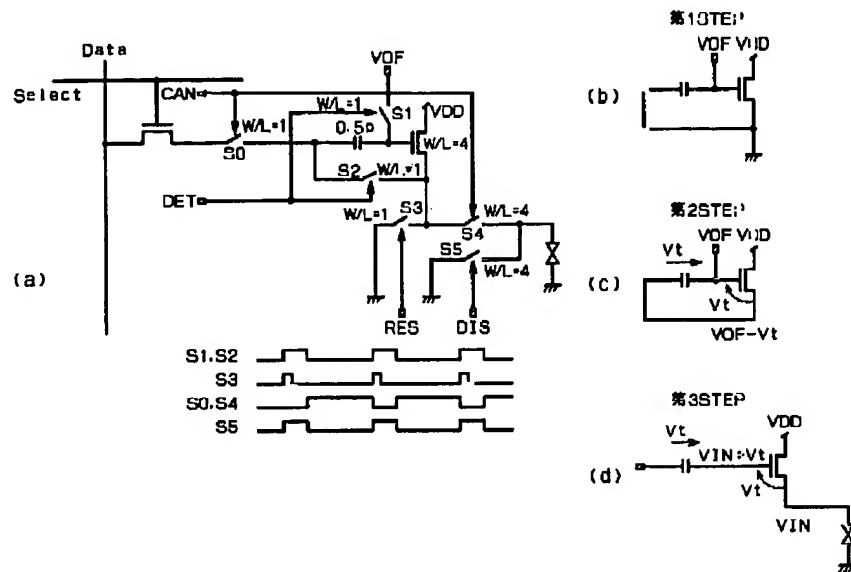 Data
Select
CAN
W/L=1
S0
VOF
W/L=1
S1
0.5p
VDD
W/L=4
S2
W/L=1
DET
W/L=1
S3
W/L=4
S4
S5
W/L=4
RES
DIS
(a)
S1.S2
S3
S0.S4
S5
第1STEP
VOF VDD
(b)
第2STEP
Vt
VOF VDD
(c)
Vt
VOF-Vt
第3STEP
VDD
Vt
VIN+Vt
(d)
Vt
VIN